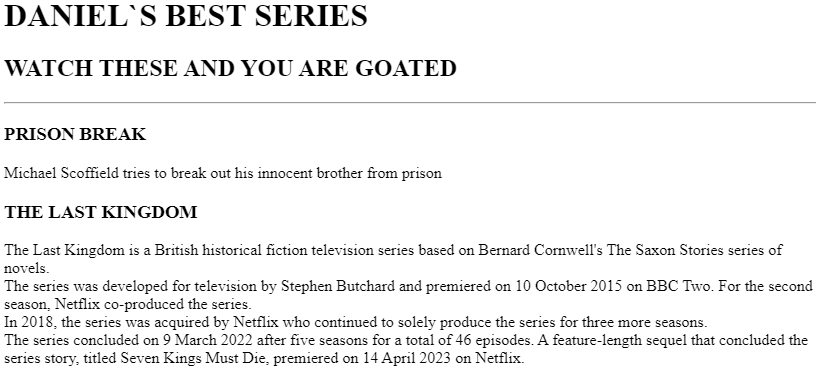 DANIEL`S BEST SERIES
WATCH THESE AND YOU ARE GOATED
PRISON BREAK
Michael Scoffield tries to break out his innocent brother from prison
THE LAST KINGDOM
The Last Kingdom is a British historical fiction television series based on Bernard Cornwell's The Saxon Stories series of
novels.
The series was developed for television by Stephen Butchard and premiered on 10 October 2015 on BBC Two. For the second
season, Netflix co-produced the series.
In 2018, the series was acquired by Netflix who continued to solely produce the series for three more seasons.
The series concluded on 9 March 2022 after five seasons for a total of 46 episodes. A feature-length sequel that concluded the
series story, titled Seven Kings Must Die, premiered on 14 April 2023 on Netflix.